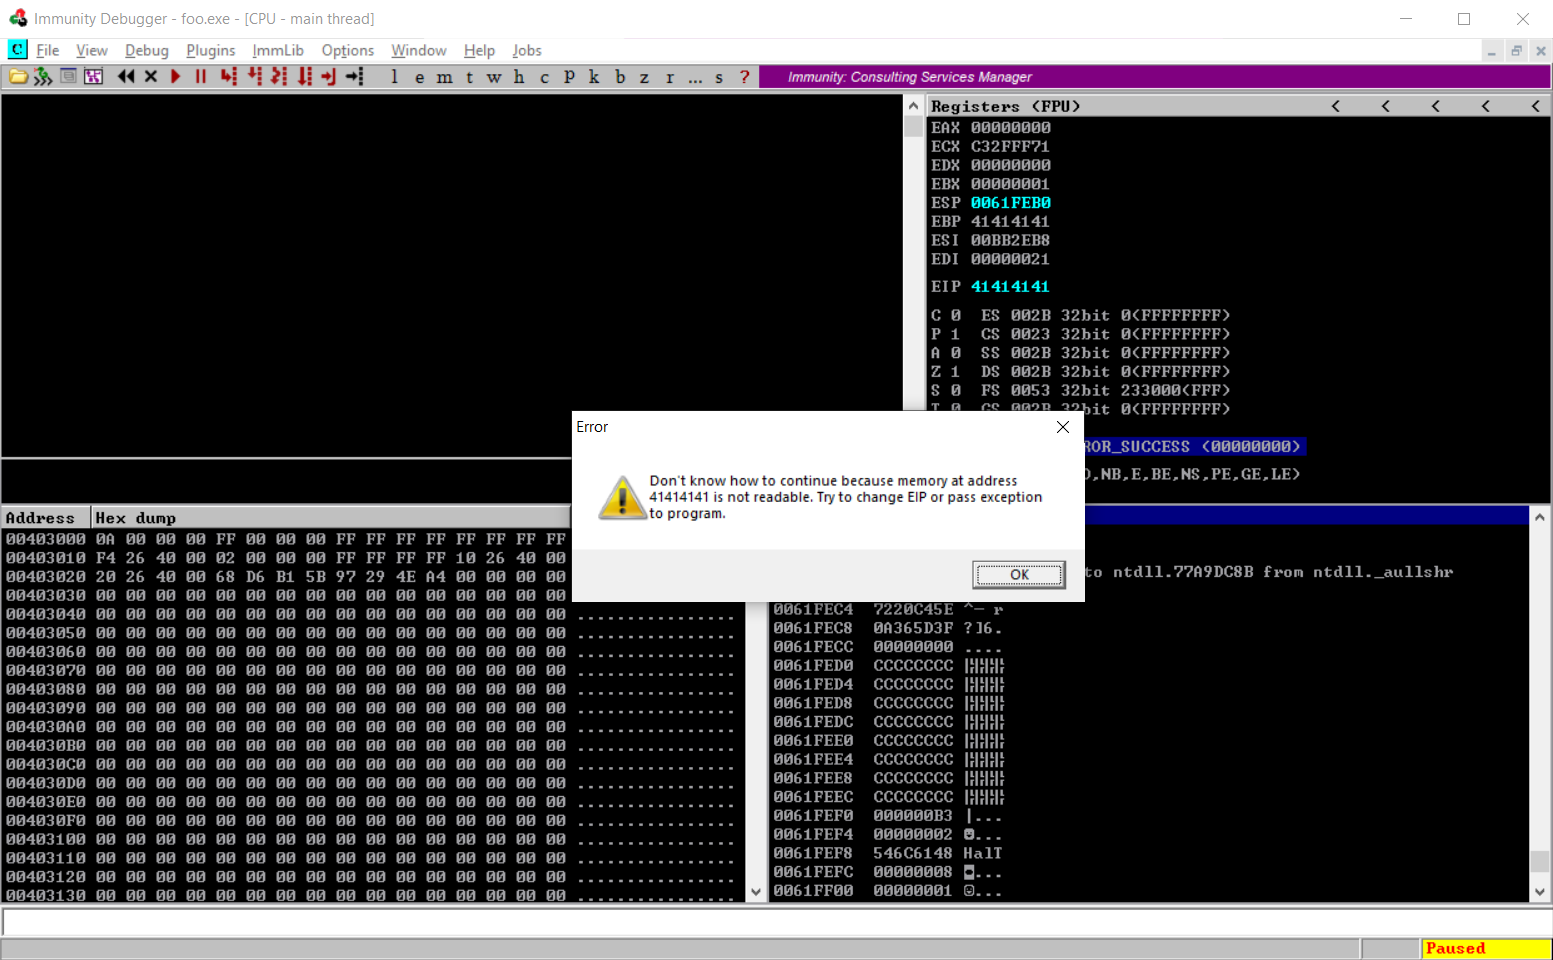 Immunity Debugger - foo.exe - [CPU - main thread]
C File View Debug Plugins ImmLib Options Window Help Jobs
l e m t w h c P k b z r ... s ?
Immunity: Consulting Services Manager
Registers (FPU) < < < < <
EAX 00000000
ECX C32FFF71
EDX 00000000
EBX 00000001
ESP 0061FEB0
EBP 41414141
ESI 00BB2EB8
EDI 00000021
EIP 41414141
C 0 ES 002B 32bit 0(FFFFFFFF)
P 1 CS 0023 32bit 0(FFFFFFFF)
A 0 SS 002B 32bit 0(FFFFFFFF)
Z 1 DS 002B 32bit 0(FFFFFFFF)
S 0 FS 0053 32bit 233000(FFF)
T 0 GS 002B 32bit 0(FFFFFFFF)
ROR_SUCCESS (00000000)
,NB,E,BE,NS,PE,GE,LE)
Error
Don't know how to continue because memory at address
41414141 is not readable. Try to change EIP or pass exception
to program.
OK
Address Hex dump
00403000 0A 00 00 00 FF 00 00 00 FF FF FF FF FF FF FF FF
00403010 F4 26 40 00 02 00 00 00 FF FF FF FF 10 26 40 00
00403020 20 26 40 00 68 D6 B1 5B 97 29 4E A4 00 00 00 00
00403030 00 00 00 00 00 00 00 00 00 00 00 00 00 00 00 00
00403040 00 00 00 00 00 00 00 00 00 00 00 00 00 00 00 00 ................
00403050 00 00 00 00 00 00 00 00 00 00 00 00 00 00 00 00 ................
00403060 00 00 00 00 00 00 00 00 00 00 00 00 00 00 00 00 ................
00403070 00 00 00 00 00 00 00 00 00 00 00 00 00 00 00 00 ................
00403080 00 00 00 00 00 00 00 00 00 00 00 00 00 00 00 00 ................
00403090 00 00 00 00 00 00 00 00 00 00 00 00 00 00 00 00 ................
004030A0 00 00 00 00 00 00 00 00 00 00 00 00 00 00 00 00 ................
004030B0 00 00 00 00 00 00 00 00 00 00 00 00 00 00 00 00 ................
004030C0 00 00 00 00 00 00 00 00 00 00 00 00 00 00 00 00 ................
004030D0 00 00 00 00 00 00 00 00 00 00 00 00 00 00 00 00 ................
004030E0 00 00 00 00 00 00 00 00 00 00 00 00 00 00 00 00 ................
004030F0 00 00 00 00 00 00 00 00 00 00 00 00 00 00 00 00 ................
00403100 00 00 00 00 00 00 00 00 00 00 00 00 00 00 00 00 ................
00403110 00 00 00 00 00 00 00 00 00 00 00 00 00 00 00 00 ................
00403120 00 00 00 00 00 00 00 00 00 00 00 00 00 00 00 00 ................
00403130 00 00 00 00 00 00 00 00 00 00 00 00 00 00 00 00 ................
to ntdll.77A9DC8B from ntdll._aullshr
0061FEC4 7220C45E ^─ r
0061FEC8 0A365D3F ?]6.
0061FECC 00000000 ....
0061FED0 CCCCCCCC ╠╠╠╠
0061FED4 CCCCCCCC ╠╠╠╠
0061FED8 CCCCCCCC ╠╠╠╠
0061FEDC CCCCCCCC ╠╠╠╠
0061FEE0 CCCCCCCC ╠╠╠╠
0061FEE4 CCCCCCCC ╠╠╠╠
0061FEE8 CCCCCCCC ╠╠╠╠
0061FEEC CCCCCCCC ╠╠╠╠
0061FEF0 000000B3 │...
0061FEF4 00000002 ☻...
0061FEF8 546C6148 HalT
0061FEFC 00000008 ◘...
0061FF00 00000001 ☺...
Paused